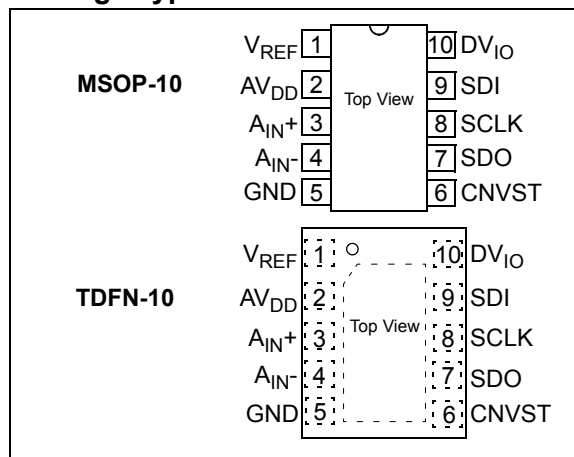 V_REF 1 10 DV_IO
MSOP-10 AV_DD 2 Top View 9 SDI
A_IN+ 3 8 SCLK
A_IN- 4 7 SDO
GND 5 6 CNVST
V_REF 1 10 DV_IO
TDFN-10 AV_DD 2 9 SDI
A_IN+ 3 Top View 8 SCLK
A_IN- 4 7 SDO
GND 5 6 CNVST